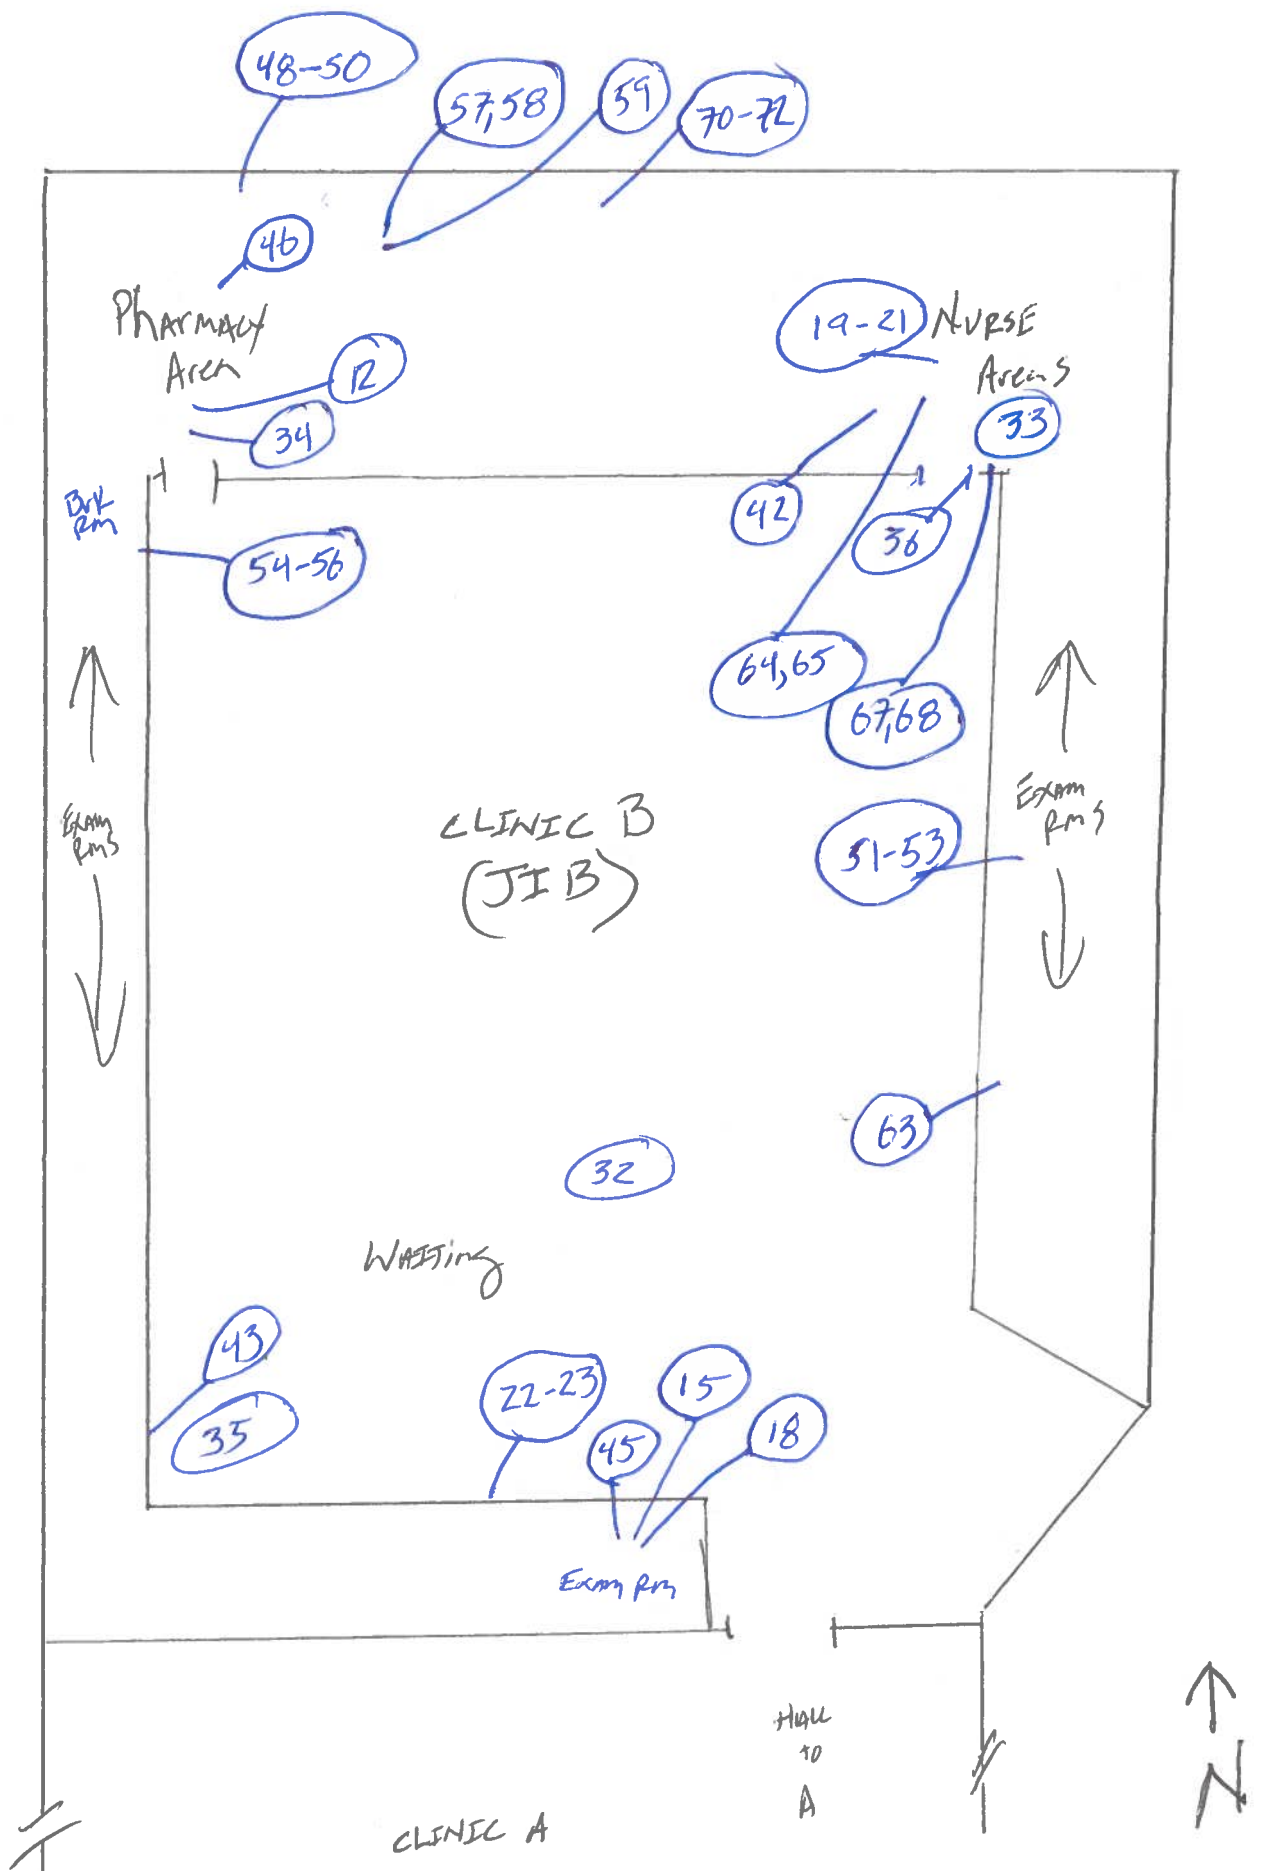 48-50
57,58
59
70-72
46
Pharmacy
Area
19-21
Nurse
Areas
12
34
33
42
36
Brk
Rm
54-56
64,65
67,68
Exam
Rms
CLINIC B
(JIB)
51-53
Exam
Rms
63
32
Waiting
43
35
22-23
45
15
18
Exam Rm
Hall
to
A
CLINIC A
N